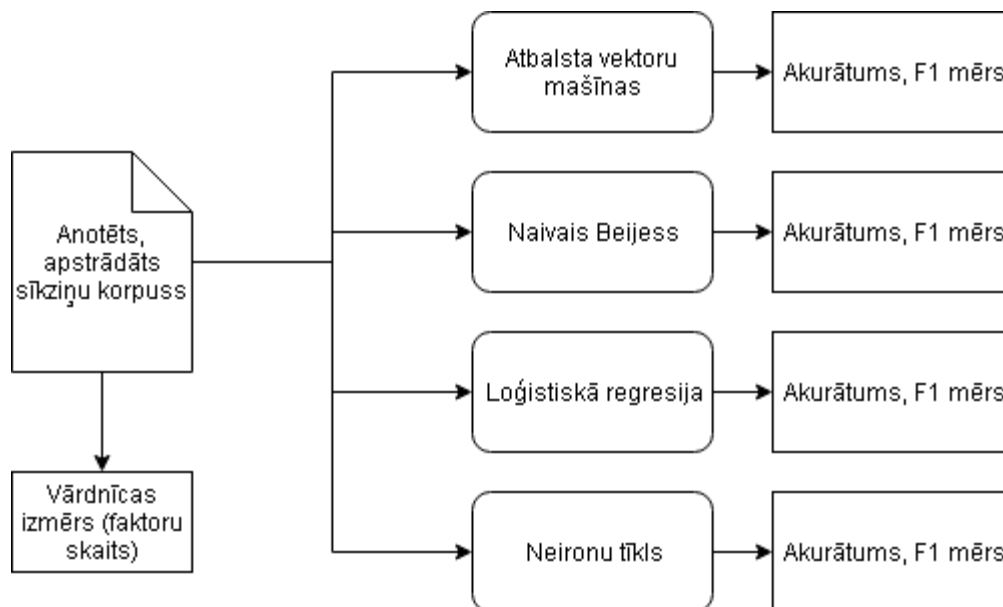 Atbalsta vektoru
mašīnas
Akurātums, F1 mērs
Anotēts,
apstrādāts
sīkziņu korpuss
Naivais Beijess
Akurātums, F1 mērs
Loģistiskā regresija
Akurātums, F1 mērs
Vārdnīcas
izmērs (faktoru
skaits)
Neironu tīkls
Akurātums, F1 mērs